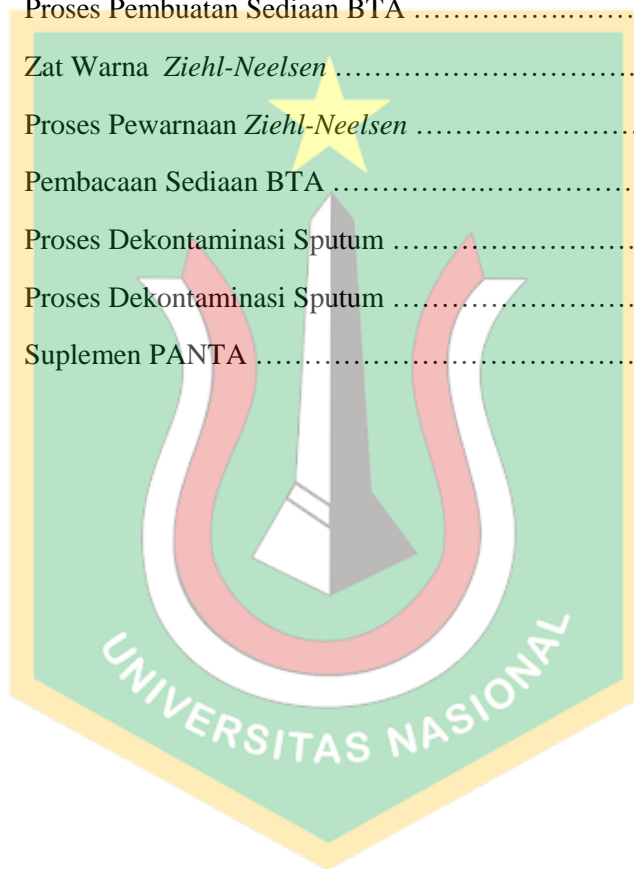 Proses Pembuatan Sediaan BTA ……………..……
Zat Warna Ziehl-Neelsen …………………………
Proses Pewarnaan Ziehl-Neelsen …………………
Pembacaan Sediaan BTA ……………..……………
Proses Dekontaminasi Sputum ……………………
Proses Dekontaminasi Sputum ……………………
Suplemen PANTA …………………………………
UNIVERSITAS NASIONAL